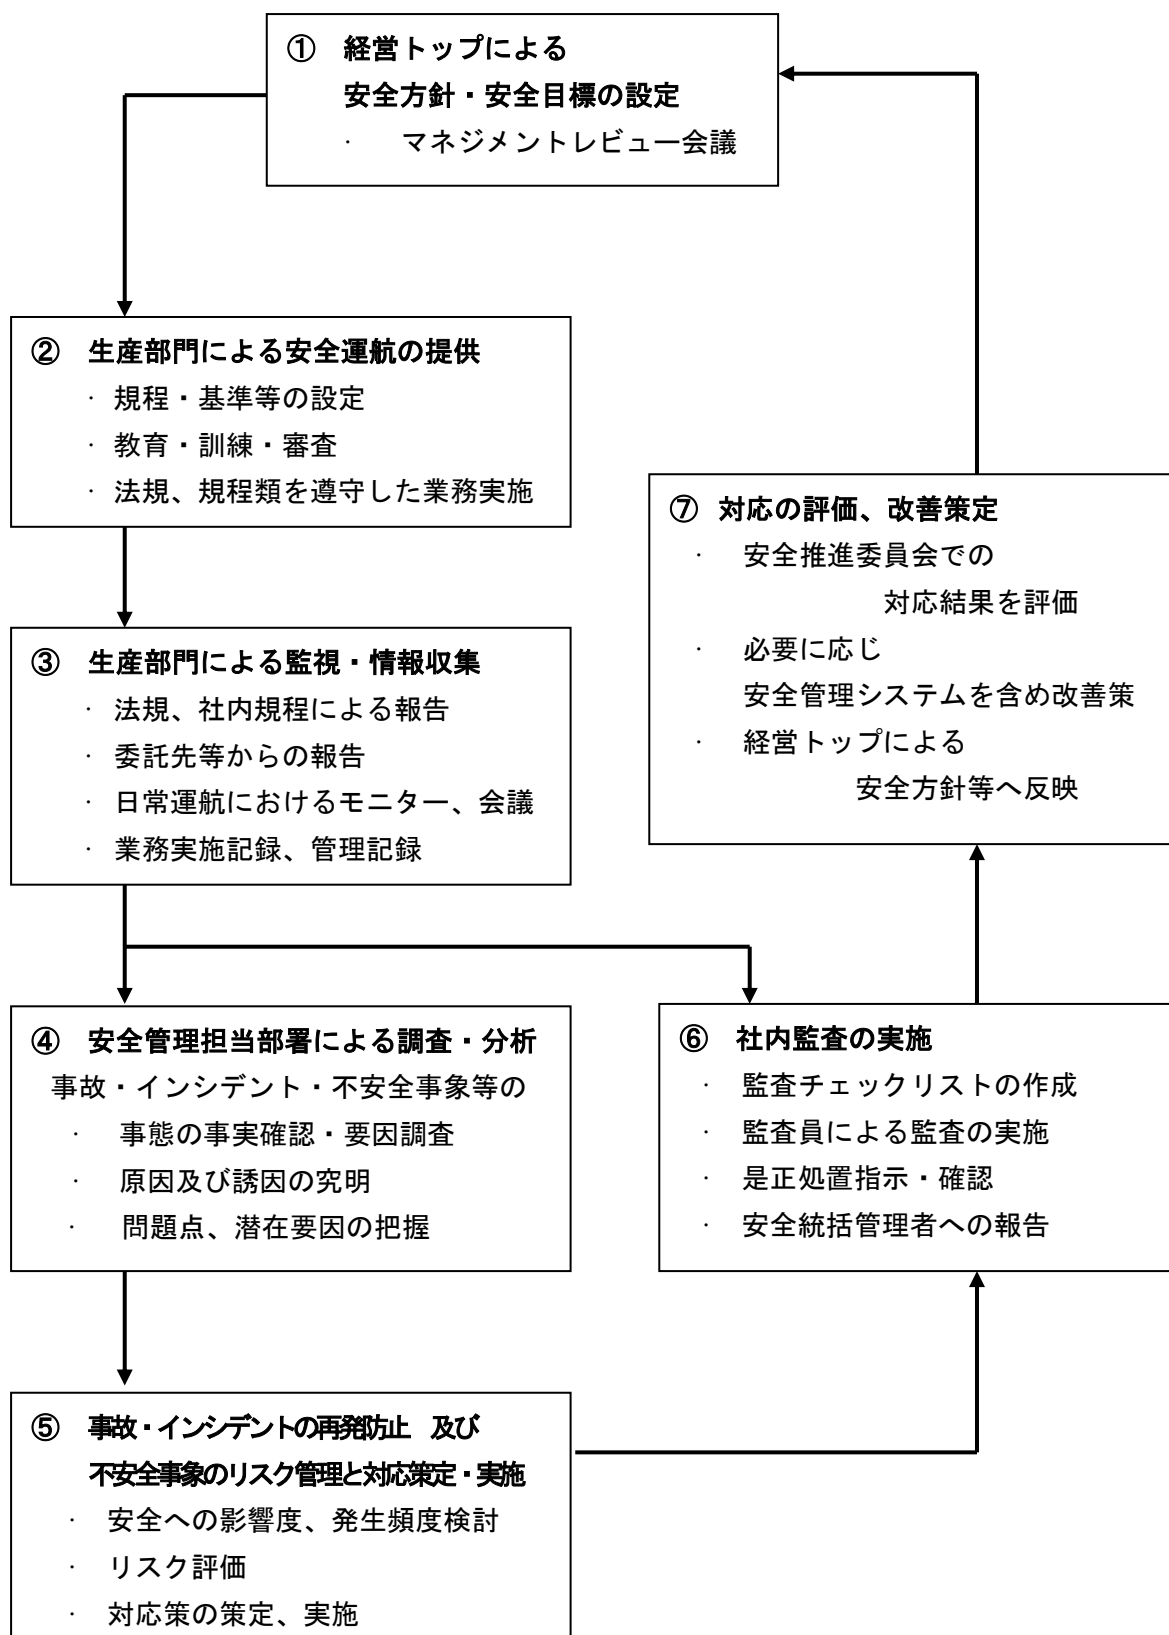 ① 経営トップによる
安全方針・安全目標の設定
· マネジメントレビュー会議
② 生産部門による安全運航の提供
· 規程・基準等の設定
· 教育・訓練・審査
· 法規、規程類を遵守した業務実施
③ 生産部門による監視・情報収集
· 法規、社内規程による報告
· 委託先等からの報告
· 日常運航におけるモニター、会議
· 業務実施記録、管理記録
④ 安全管理担当部署による調査・分析
事故・インシデント・不安全事象等の
· 事態の事実確認・要因調査
· 原因及び誘因の究明
· 問題点、潜在要因の把握
⑤ 事故・インシデントの再発防止 及び
不安全事象のリスク管理と対応策定・実施
· 安全への影響度、発生頻度検討
· リスク評価
· 対応策の策定、実施
⑥ 社内監査の実施
· 監査チェックリストの作成
· 監査員による監査の実施
· 是正処置指示・確認
· 安全統括管理者への報告
⑦ 対応の評価、改善策定
· 安全推進委員会での
対応結果を評価
· 必要に応じ
安全管理システムを含め改善策
· 経営トップによる
安全方針等へ反映